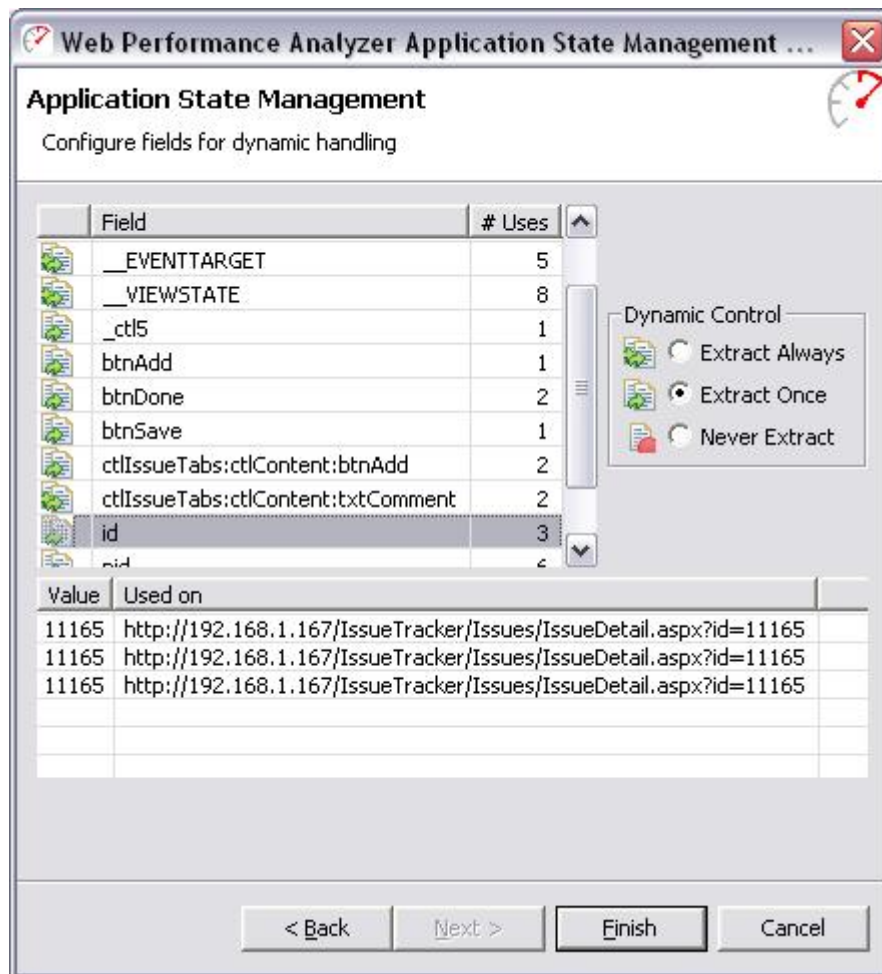 Web Performance Analyzer Application State Management ...
Application State Management
Configure fields for dynamic handling
Field # Uses
__EVENTTARGET 5
__VIEWSTATE 8
_ctl5 1
btnAdd 1
btnDone 2
btnSave 1
ctlIssueTabs:ctlContent:btnAdd 2
ctlIssueTabs:ctlContent:txtComment 2
id 3
pid 6
Dynamic Control
Extract Always
Extract Once
Never Extract
Value Used on
11165 http://192.168.1.167/IssueTracker/Issues/IssueDetail.aspx?id=11165
11165 http://192.168.1.167/IssueTracker/Issues/IssueDetail.aspx?id=11165
11165 http://192.168.1.167/IssueTracker/Issues/IssueDetail.aspx?id=11165
< Back Next > Finish Cancel